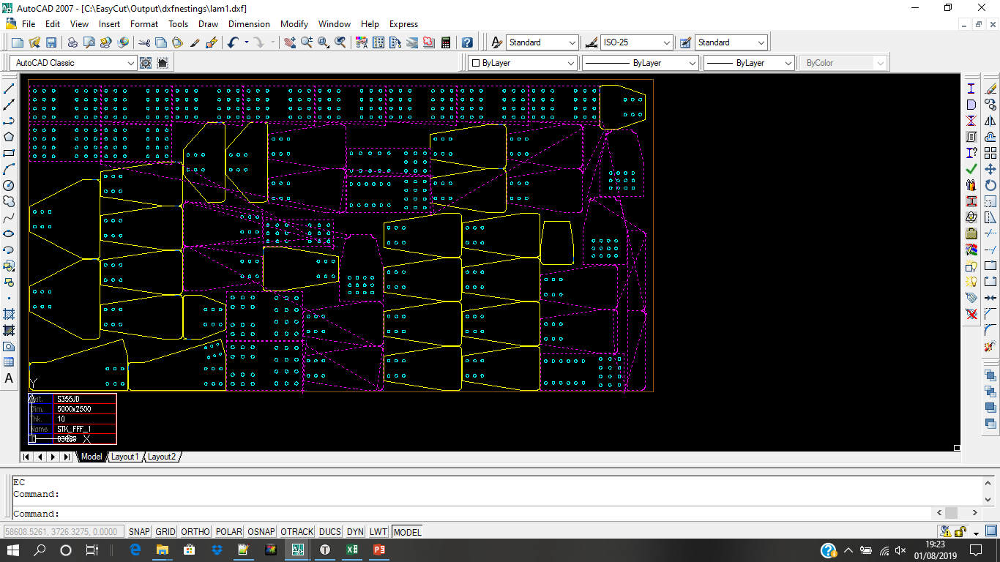 AutoCAD 2007 - [C:\EasyCut\Output\dxfnestings\lam1.dxf]
File Edit View Insert Format Tools Draw Dimension Modify Window Help Express
Standard ISO-25 Standard
AutoCAD Classic ByLayer ByLayer ByLayer ByColor
Y
Dim. S355J0
5000x2500
Thk. 10
Name STK_FFF_1
X
Model Layout1 Layout2
EC
Command:
Command:
58608.5261, 3726.3275, 0.0000 SNAP GRID ORTHO POLAR OSNAP OTRACK DUCS DYN LWT MODEL
19:23
01/08/2019